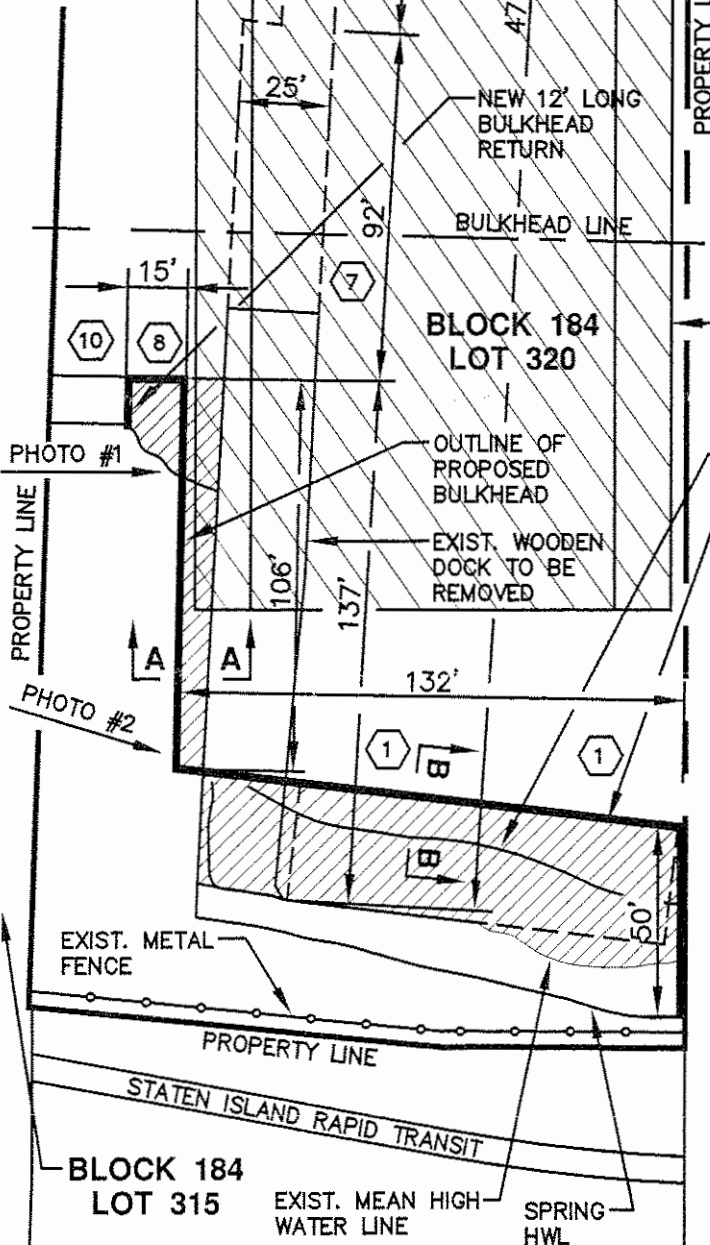 47
PROPERTY L
25'
NEW 12' LONG
BULKHEAD
RETURN
92'
BULKHEAD LINE
15'
7
10
8
BLOCK 184
LOT 320
PHOTO #1
OUTLINE OF
PROPOSED
BULKHEAD
PROPERTY LINE
EXIST. WOODEN
DOCK TO BE
REMOVED
106'
137'
A
A
132'
PHOTO #2
1
B
1
B
50'
EXIST. METAL
FENCE
PROPERTY LINE
STATEN ISLAND RAPID TRANSIT
BLOCK 184
LOT 315
EXIST. MEAN HIGH
WATER LINE
SPRING
HWL